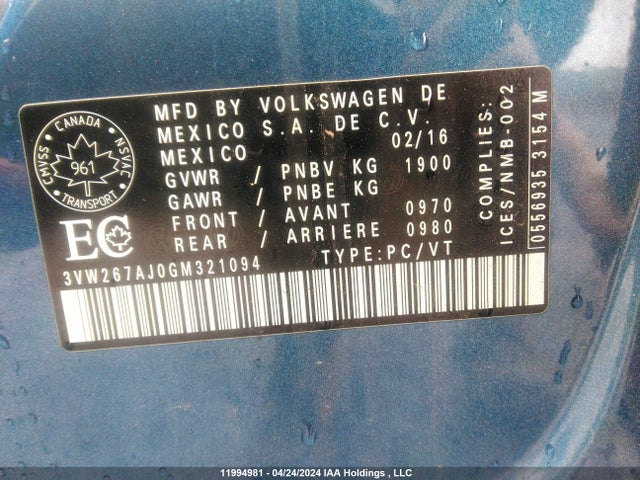 CANADA
CMVSS
961
NSVAC
TRANSPORT
EC
MFD BY VOLKSWAGEN DE
MEXICO S.A. DE C.V.
MEXICO 02/16
GVWR / PNBV KG 1900
GAWR / PNBE KG
FRONT / AVANT 0970
REAR / ARRIERE 0980
3VW267AJ0GM321094 TYPE:PC/VT
COMPLIES:
ICES/NMB-002
0556935 3154 M
11994981 - 04/24/2024 IAA Holdings , LLC